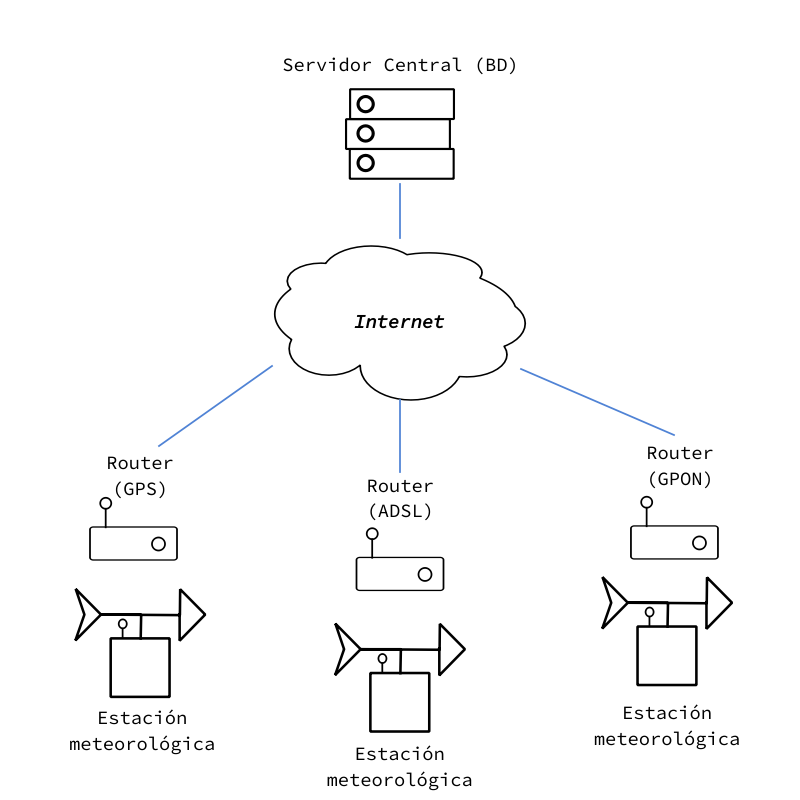 Servidor Central (BD)
Internet
Router
(GPS)
Estación
meteorológica
Router
(ADSL)
Estación
meteorológica
Router
(GPON)
Estación
meteorológica